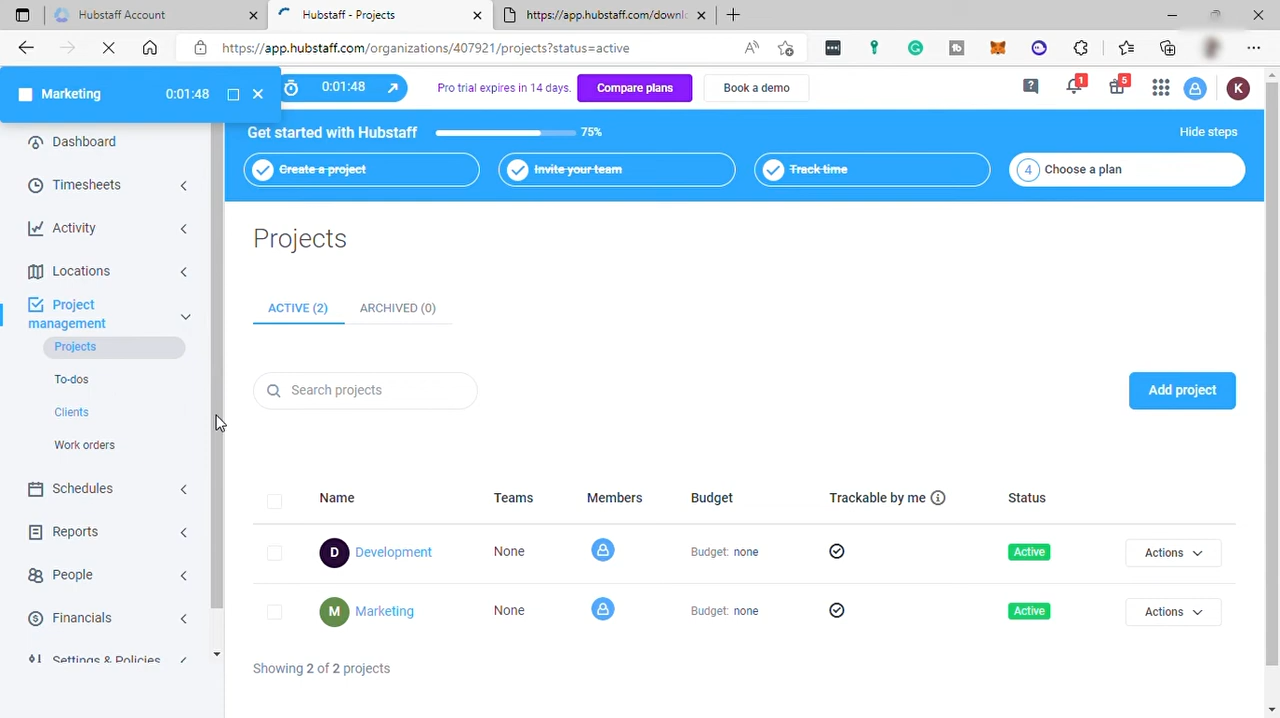 Hubstaff Account
Hubstaff - Projects
https://app.hubstaff.com/downl
https://app.hubstaff.com/organizations/407921/projects?status=active
Marketing 0:01:48
0:01:48
Pro trial expires in 14 days.
Compare plans
Book a demo
1
5
K
Get started with Hubstaff 75%
Hide steps
Create a project
Invite your team
Track time
4 Choose a plan
Dashboard
Timesheets
Activity
Locations
Project
management
Projects
To-dos
Clients
Work orders
Schedules
Reports
People
Financials
Settings & Policies
Projects
ACTIVE (2) ARCHIVED (0)
Search projects
Add project
Name Teams Members Budget Trackable by me Status
D Development None Budget: none Active Actions
M Marketing None Budget: none Active Actions
Showing 2 of 2 projects